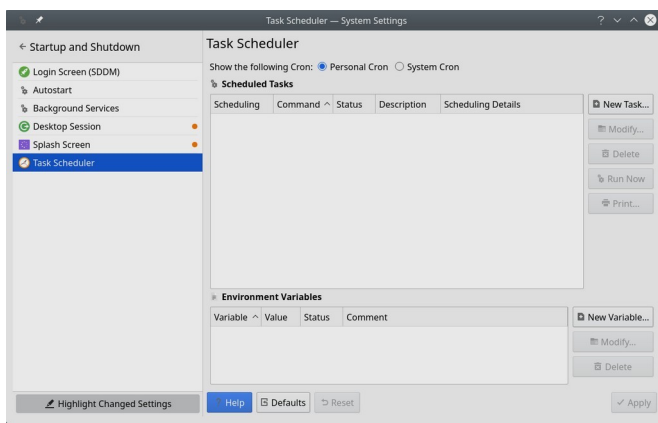 Task Scheduler — System Settings
Startup and Shutdown
Login Screen (SDDM)
Autostart
Background Services
Desktop Session
Splash Screen
Task Scheduler
Highlight Changed Settings
Task Scheduler
Show the following Cron: Personal Cron System Cron
Scheduled Tasks
Scheduling Command Status Description Scheduling Details
New Task...
Modify...
Delete
Run Now
Print...
Environment Variables
Variable Value Status Comment
New Variable...
Modify...
Delete
Help Defaults Reset Apply